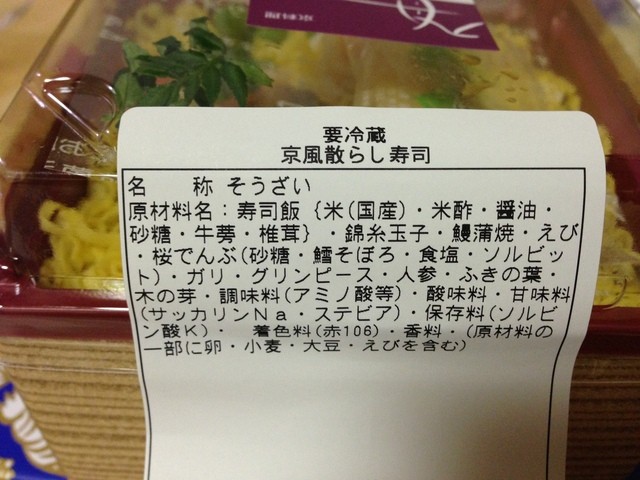 京料理
要冷蔵
京風散らし寿司
名 称 そうざい
原材料名：寿司飯｛米(国産)・米酢・醤油・
砂糖・牛蒡・椎茸｝・錦糸玉子・鰻蒲焼・えび
・桜でんぶ(砂糖・鱈そぼろ・食塩・ソルビッ
ト)・ガリ・グリンピース・人参・ふきの葉・
木の芽・調味料(アミノ酸等)・酸味料・甘味料
(サッカリンＮａ・ステビア)・保存料(ソルビ
ン酸Ｋ)・ 着色料(赤106)・香料・(原材料の
一部に卵・小麦・大豆・えびを含む)